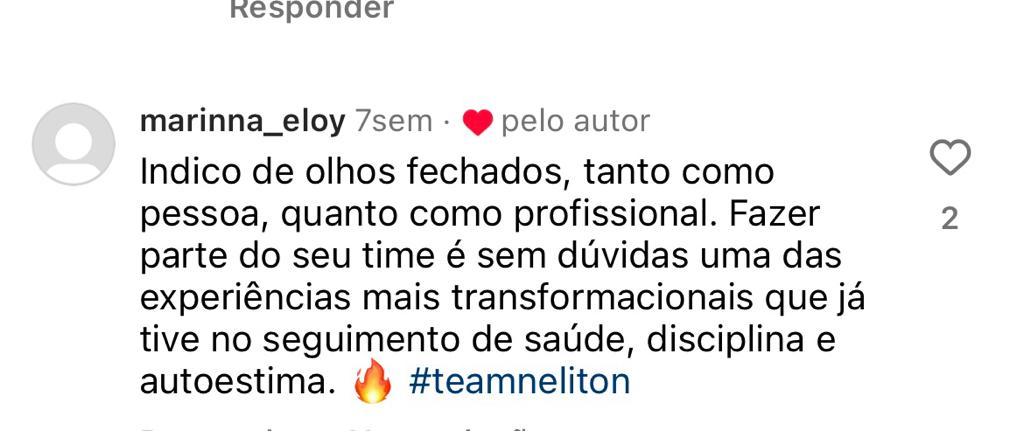 Responder
marinna_eloy 7sem · ❤️ pelo autor
Indico de olhos fechados, tanto como
pessoa, quanto como profissional. Fazer
parte do seu time é sem dúvidas uma das
experiências mais transformacionais que já
tive no seguimento de saúde, disciplina e
autoestima. 🔥 #teamneliton
2